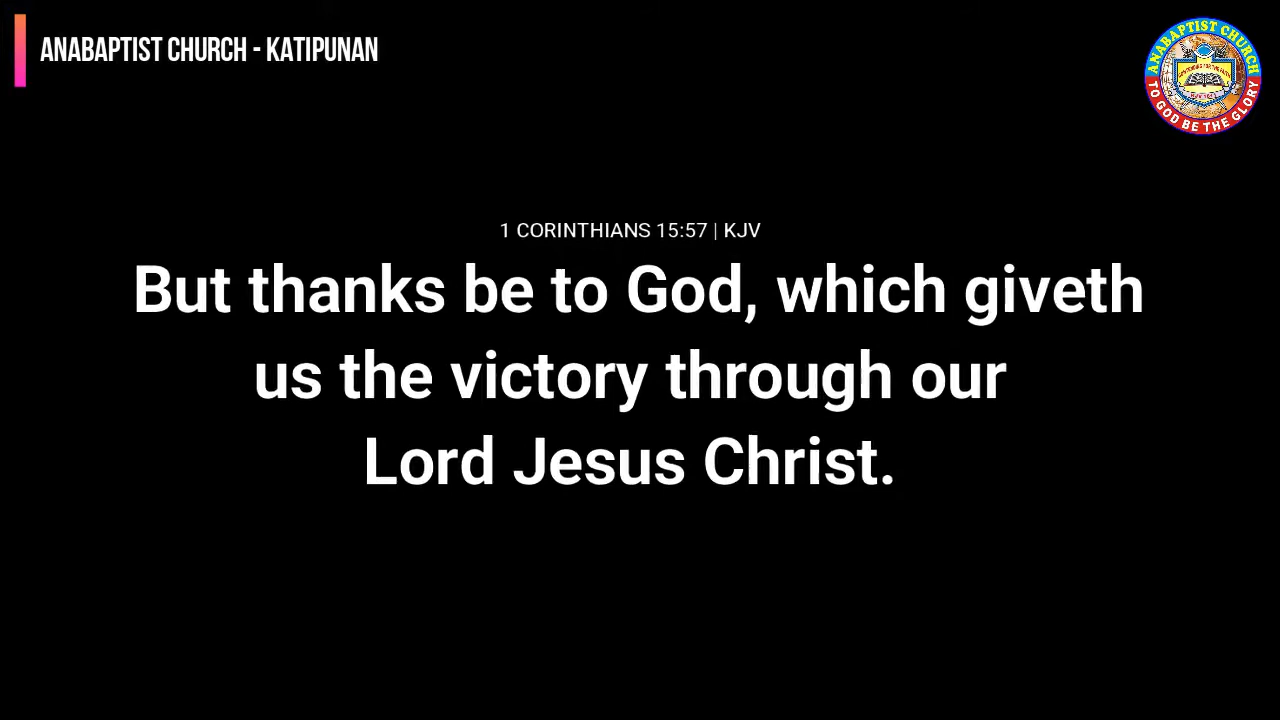 ANABAPTIST CHURCH - KATIPUNAN
ANABAPTIST CHURCH
TO GOD BE THE GLORY
1 CORINTHIANS 15:57 | KJV
But thanks be to God, which giveth
us the victory through our
Lord Jesus Christ.